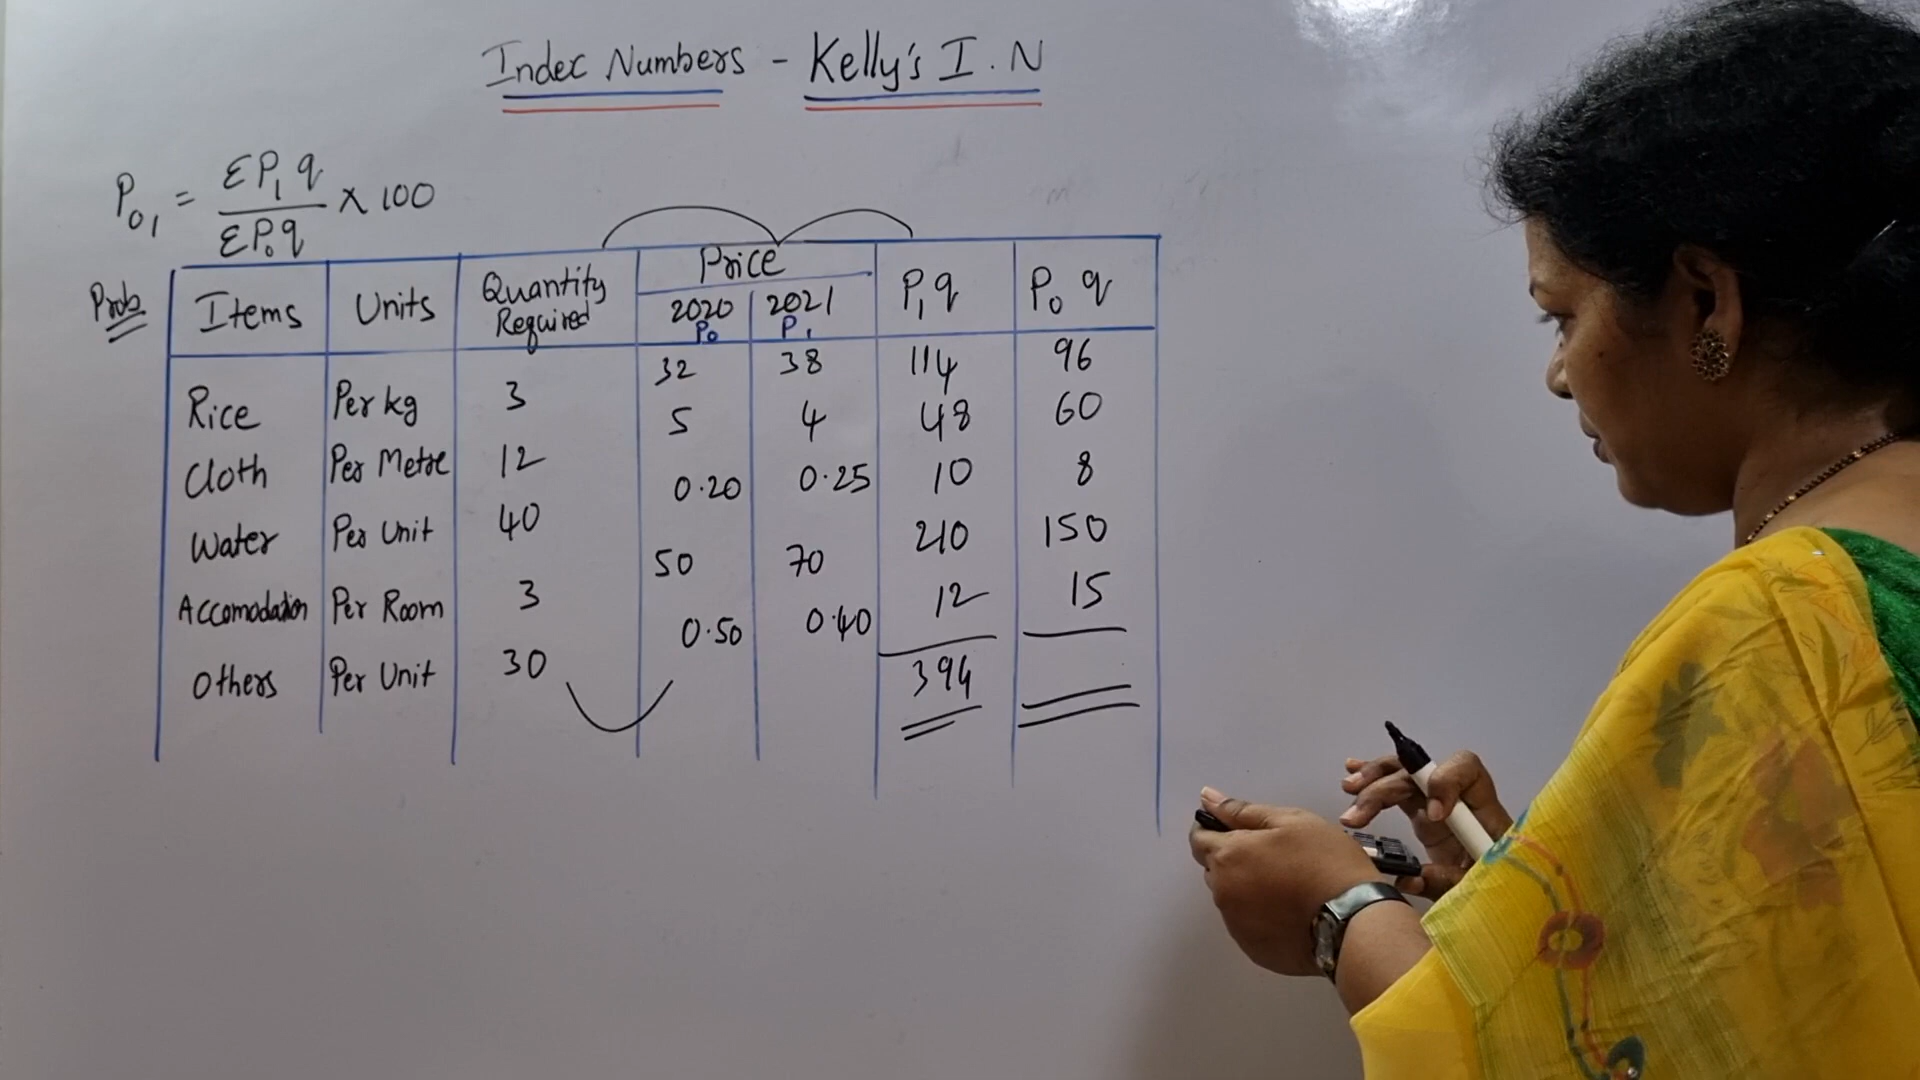 Index Numbers - Kelly's I.N
P01 = ΣP1q / ΣP0q × 100
Prob
Items Units Quantity Required Price P1q P0q
2020 P0 2021 P1
Rice Per kg 3 32 38 114 96
Cloth Per Metre 12 5 4 48 60
Water Per Unit 40 0.20 0.25 10 8
Accomodation Per Room 3 50 70 210 150
Others Per Unit 30 0.50 0.40 12 15
394